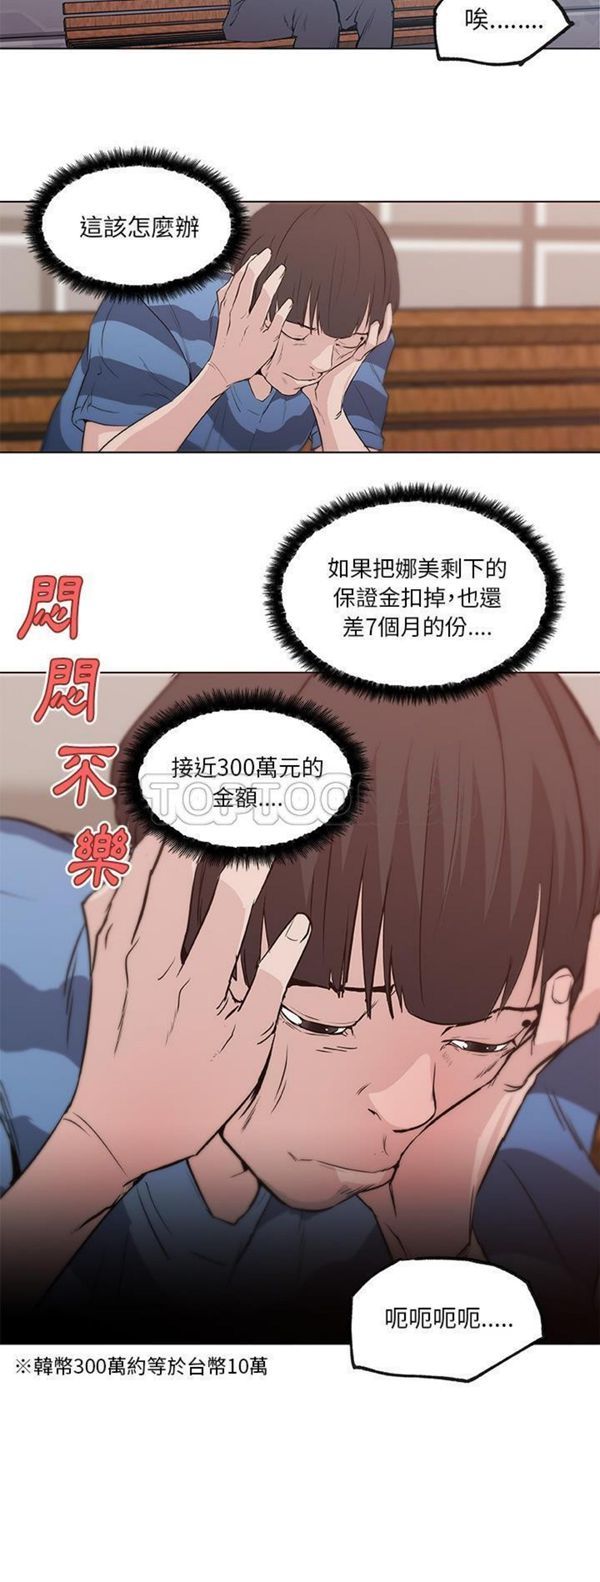 唉........
這該怎麼辦
如果把娜美剩下的
保證金扣掉，也還
差7個月的份....
悶悶不樂
接近300萬元的
金額....
TOPTOON
呃呃呃呃.....
※韓幣300萬約等於台幣10萬